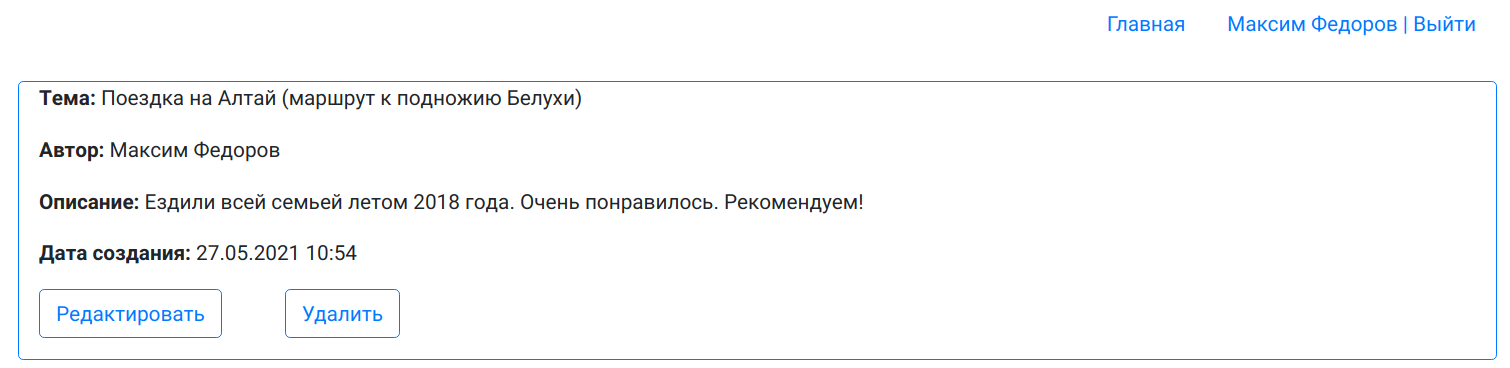 Главная Максим Федоров | Выйти
Тема: Поездка на Алтай (маршрут к подножию Белухи)
Автор: Максим Федоров
Описание: Ездили всей семьей летом 2018 года. Очень понравилось. Рекомендуем!
Дата создания: 27.05.2021 10:54
Редактировать Удалить